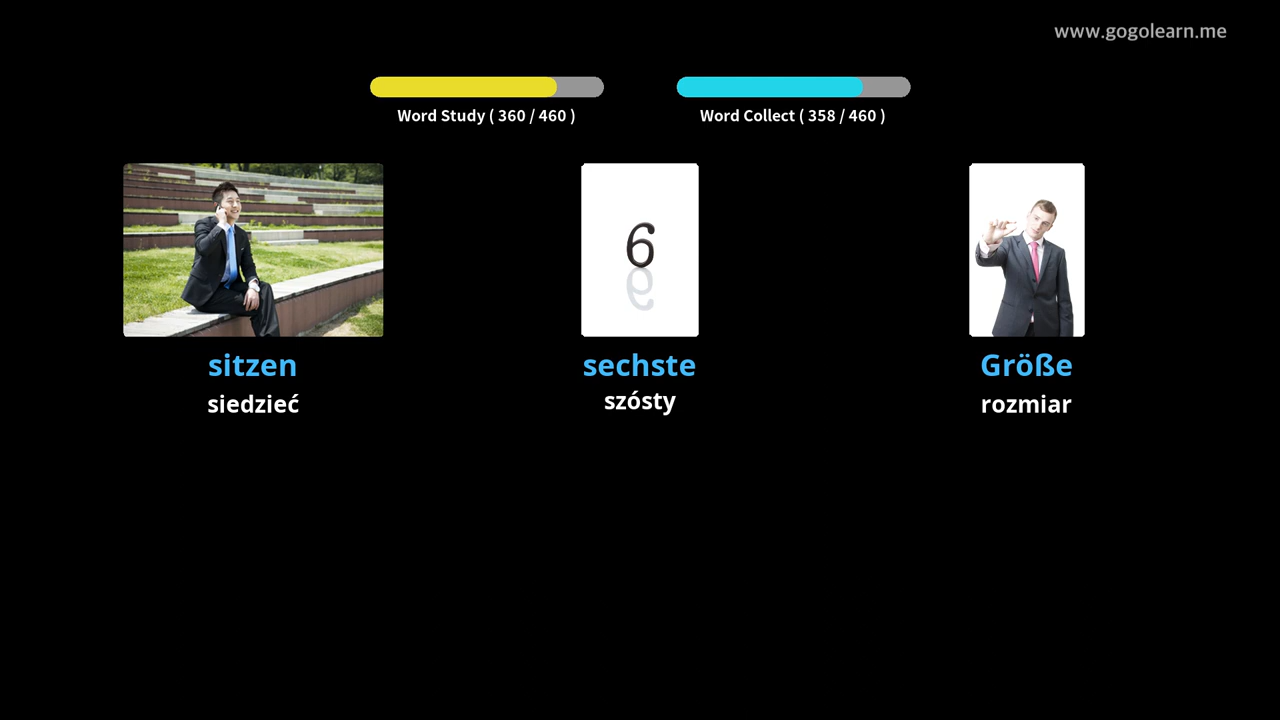 www.gogolearn.me
Word Study ( 360 / 460 )
Word Collect ( 358 / 460 )
6
sitzen
sechste
Größe
siedzieć
szósty
rozmiar